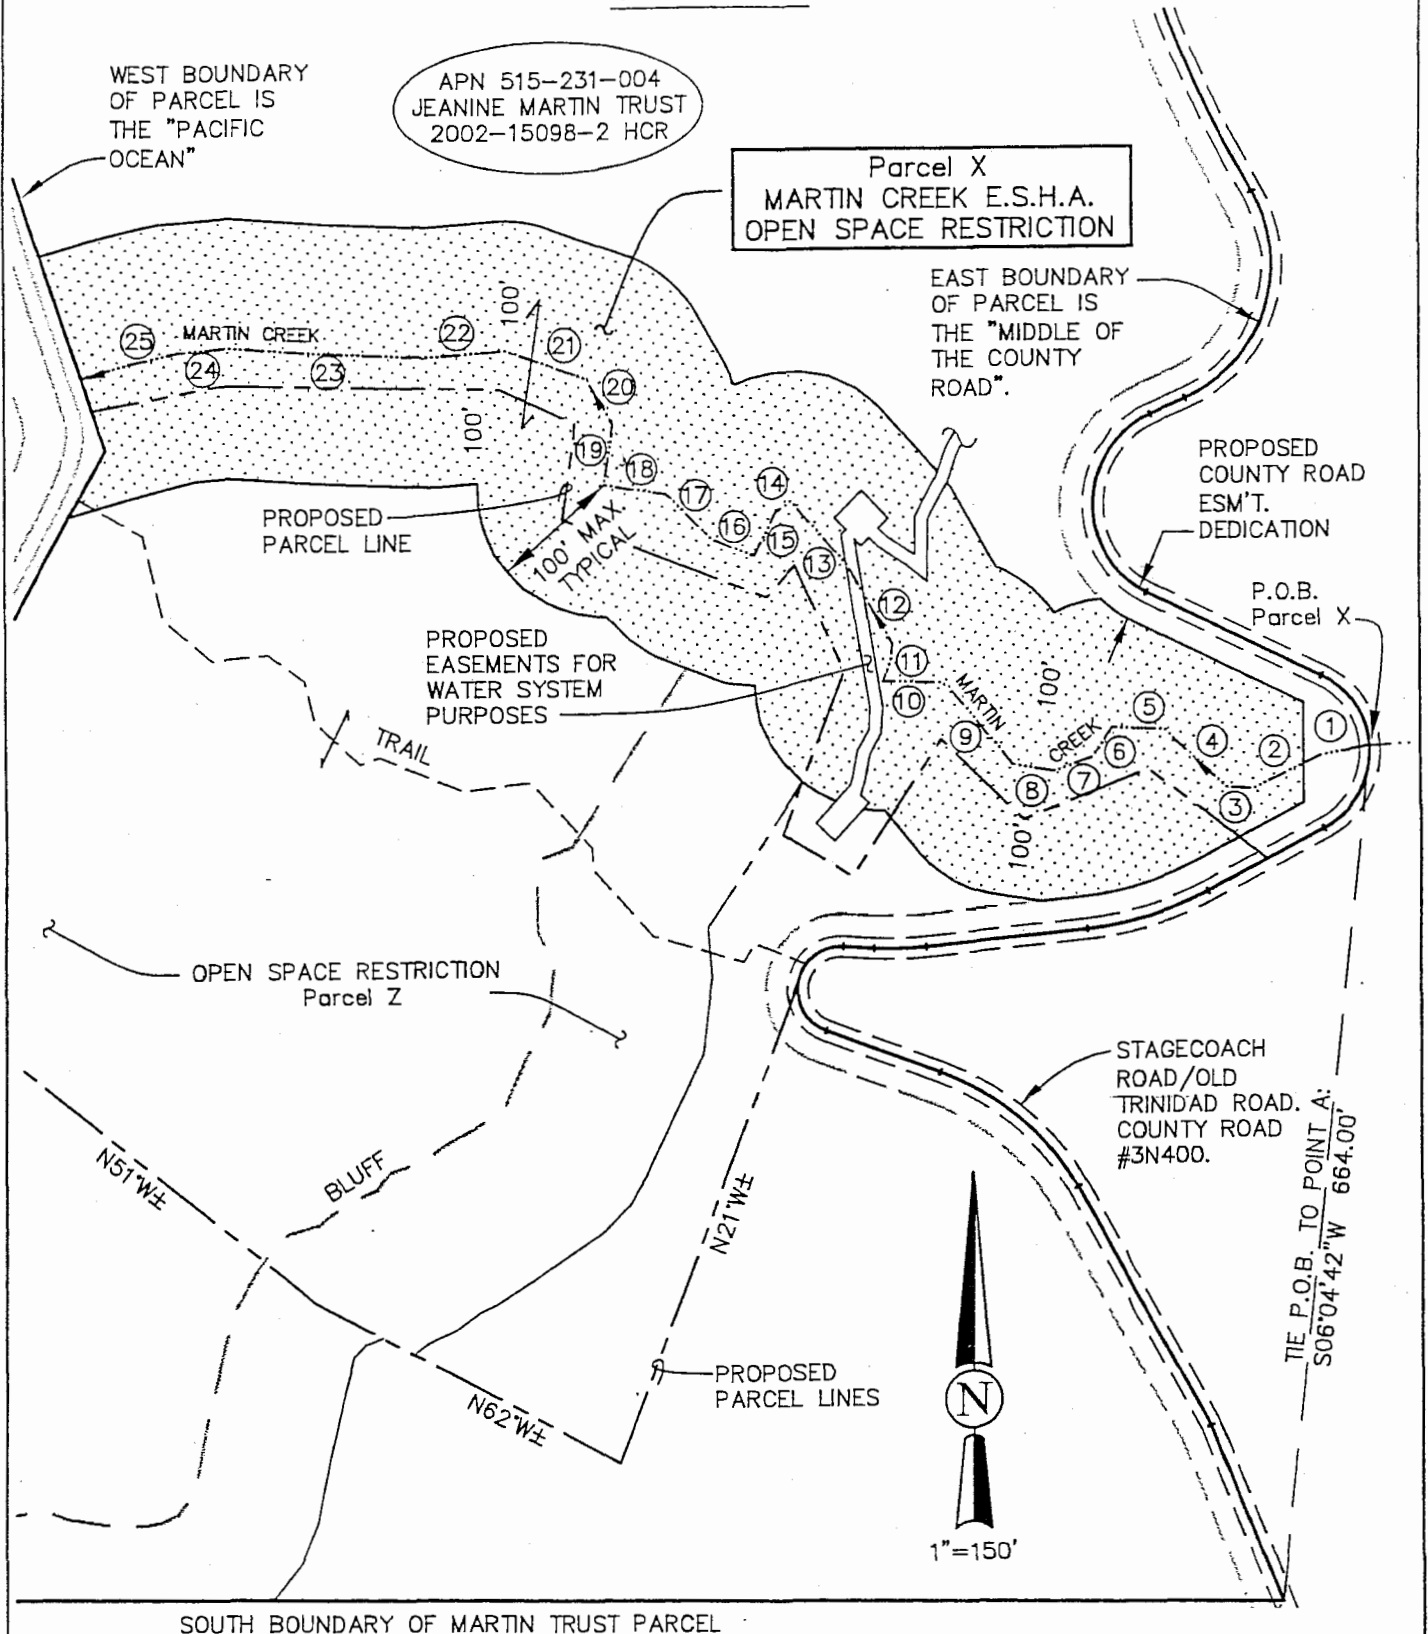 WEST BOUNDARY
OF PARCEL IS
THE "PACIFIC
OCEAN"
APN 515-231-004
JEANINE MARTIN TRUST
2002-15098-2 HCR
Parcel X
MARTIN CREEK E.S.H.A.
OPEN SPACE RESTRICTION
EAST BOUNDARY
OF PARCEL IS
THE "MIDDLE OF
THE COUNTY
ROAD".
100'
25
MARTIN CREEK
22
21
24
23
20
100'
19
18
PROPOSED
COUNTY ROAD
ESM'T.
DEDICATION
14
17
PROPOSED
PARCEL LINE
16
15
13
100' MAX
TYPICAL
P.O.B.
Parcel X
12
PROPOSED
EASEMENTS FOR
WATER SYSTEM
PURPOSES
11
10
MARTIN
CREEK
100'
5
1
9
6
4
2
TRAIL
8
7
3
100'
OPEN SPACE RESTRICTION
Parcel Z
STAGECOACH
ROAD/OLD
TRINIDAD ROAD.
COUNTY ROAD
#3N400.
TIE P.O.B. TO POINT A:
S06°04'42"W 664.00'
N51°W±
BLUFF
N21°W±
PROPOSED
PARCEL LINES
N62°W±
N
1"=150'
SOUTH BOUNDARY OF MARTIN TRUST PARCEL